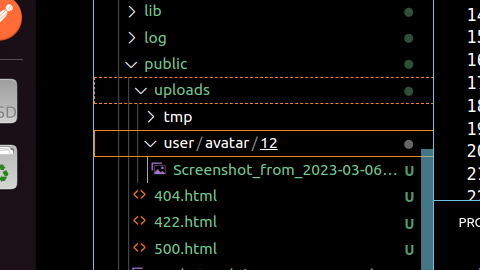 lib
log
public
uploads
tmp
user/avatar/12
Screenshot_from_2023-03-06... U
404.html U
422.html U
500.html U
14
15
16
17
18
19
20
21
22
PRO
SD